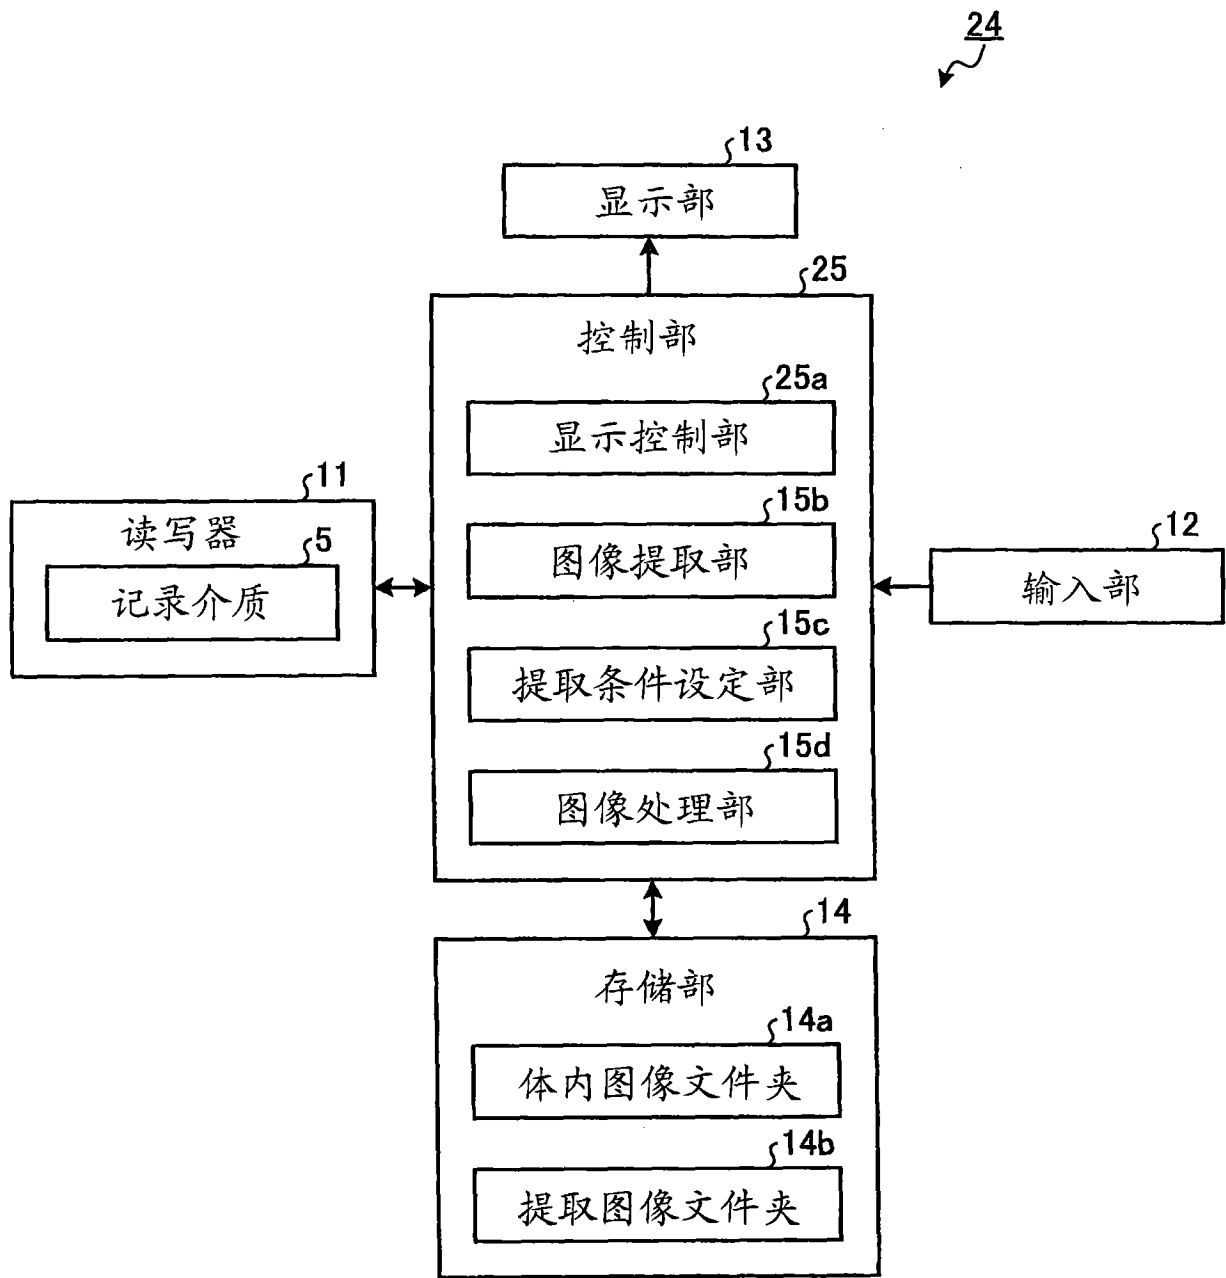 24
13
显示部
25
控制部
25a
显示控制部
11
读写器
5
记录介质
15b
图像提取部
12
输入部
15c
提取条件设定部
15d
图像处理部
14
存储部
14a
体内图像文件夹
14b
提取图像文件夹